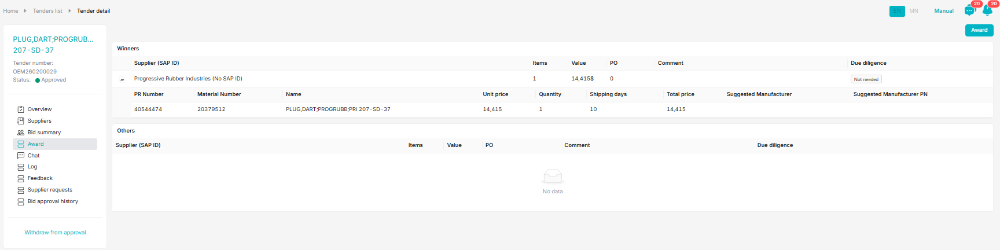 Home Tenders list Tender detail
EN MN Manual 20 20
Award
PLUG,DART;PROGRUBB...
207-SD-37
Tender number:
OEM260200029
Status: Approved
Overview
Suppliers
Bid summary
Award
Chat
Log
Feedback
Supplier requests
Bid approval history
Withdraw from approval
Winners
Supplier (SAP ID) Items Value PO Comment Due diligence
Progressive Rubber Industries (No SAP ID) 1 14,415$ 0 Not needed
PR Number Material Number Name Unit price Quantity Shipping days Total price Suggested Manufacturer Suggested Manufacturer PN
40544474 20379512 PLUG,DART;PROGRUBB;PRI 207-SD-37 14,415 1 10 14,415
Others
Supplier (SAP ID) Items Value PO Comment Due diligence
No data